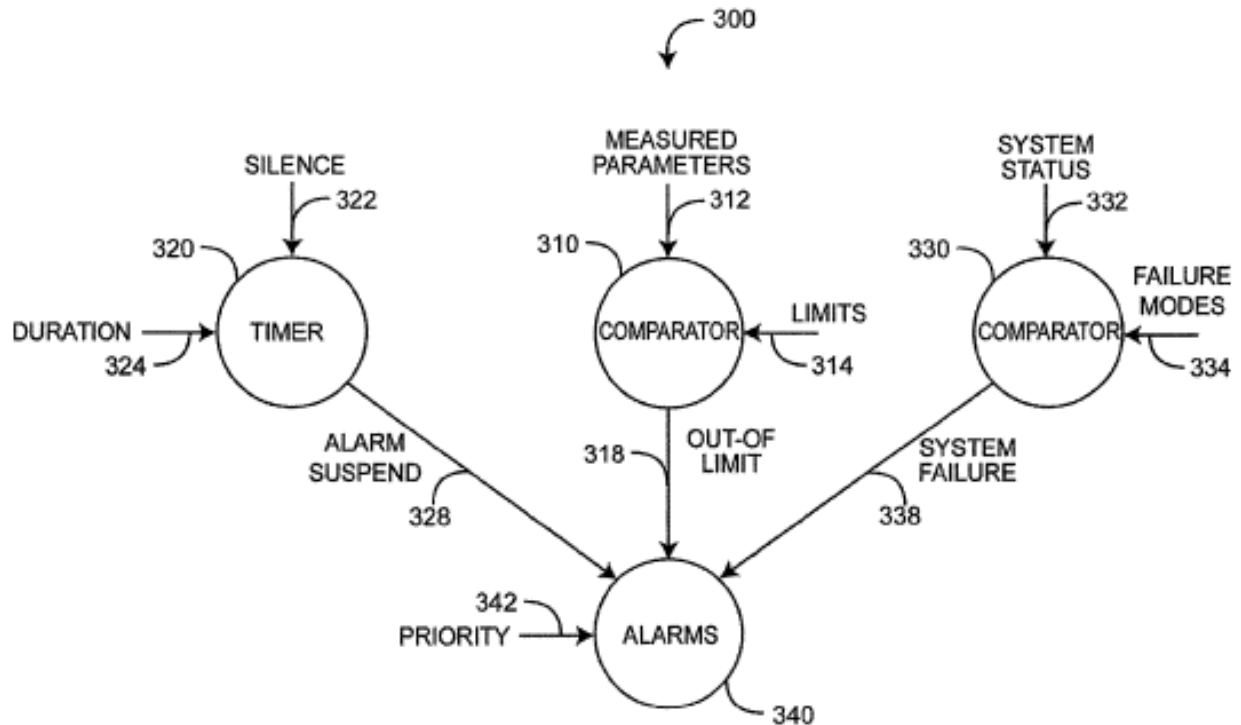 300
MEASURED
PARAMETERS
SYSTEM
STATUS
SILENCE
322
312
332
320
310
330
FAILURE
MODES
DURATION
TIMER
COMPARATOR
LIMITS
COMPARATOR
324
314
334
ALARM
SUSPEND
318
OUT-OF
LIMIT
SYSTEM
FAILURE
328
338
342
PRIORITY
ALARMS
340